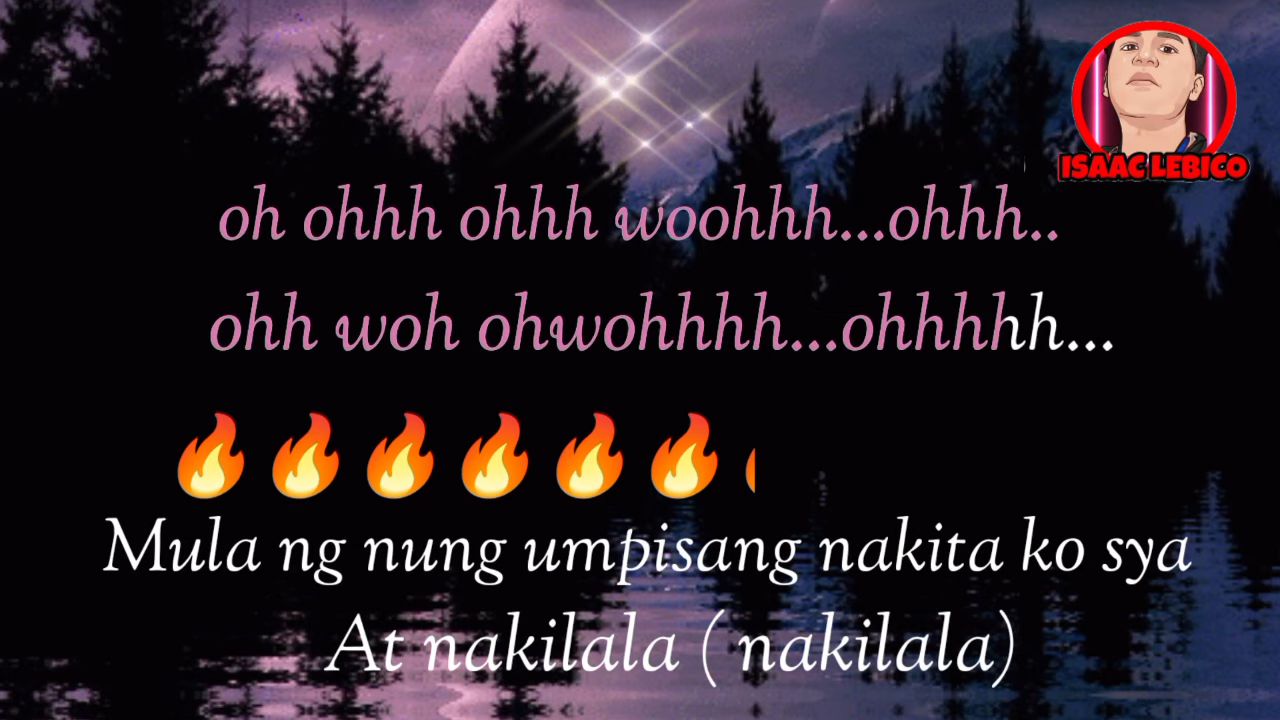 ISAAC LEBICO
oh ohhh ohhh woohhh...ohhh..
ohh woh ohwohhhh...ohhhhhh...
Mula ng nung umpisang nakita ko sya
At nakilala ( nakilala)